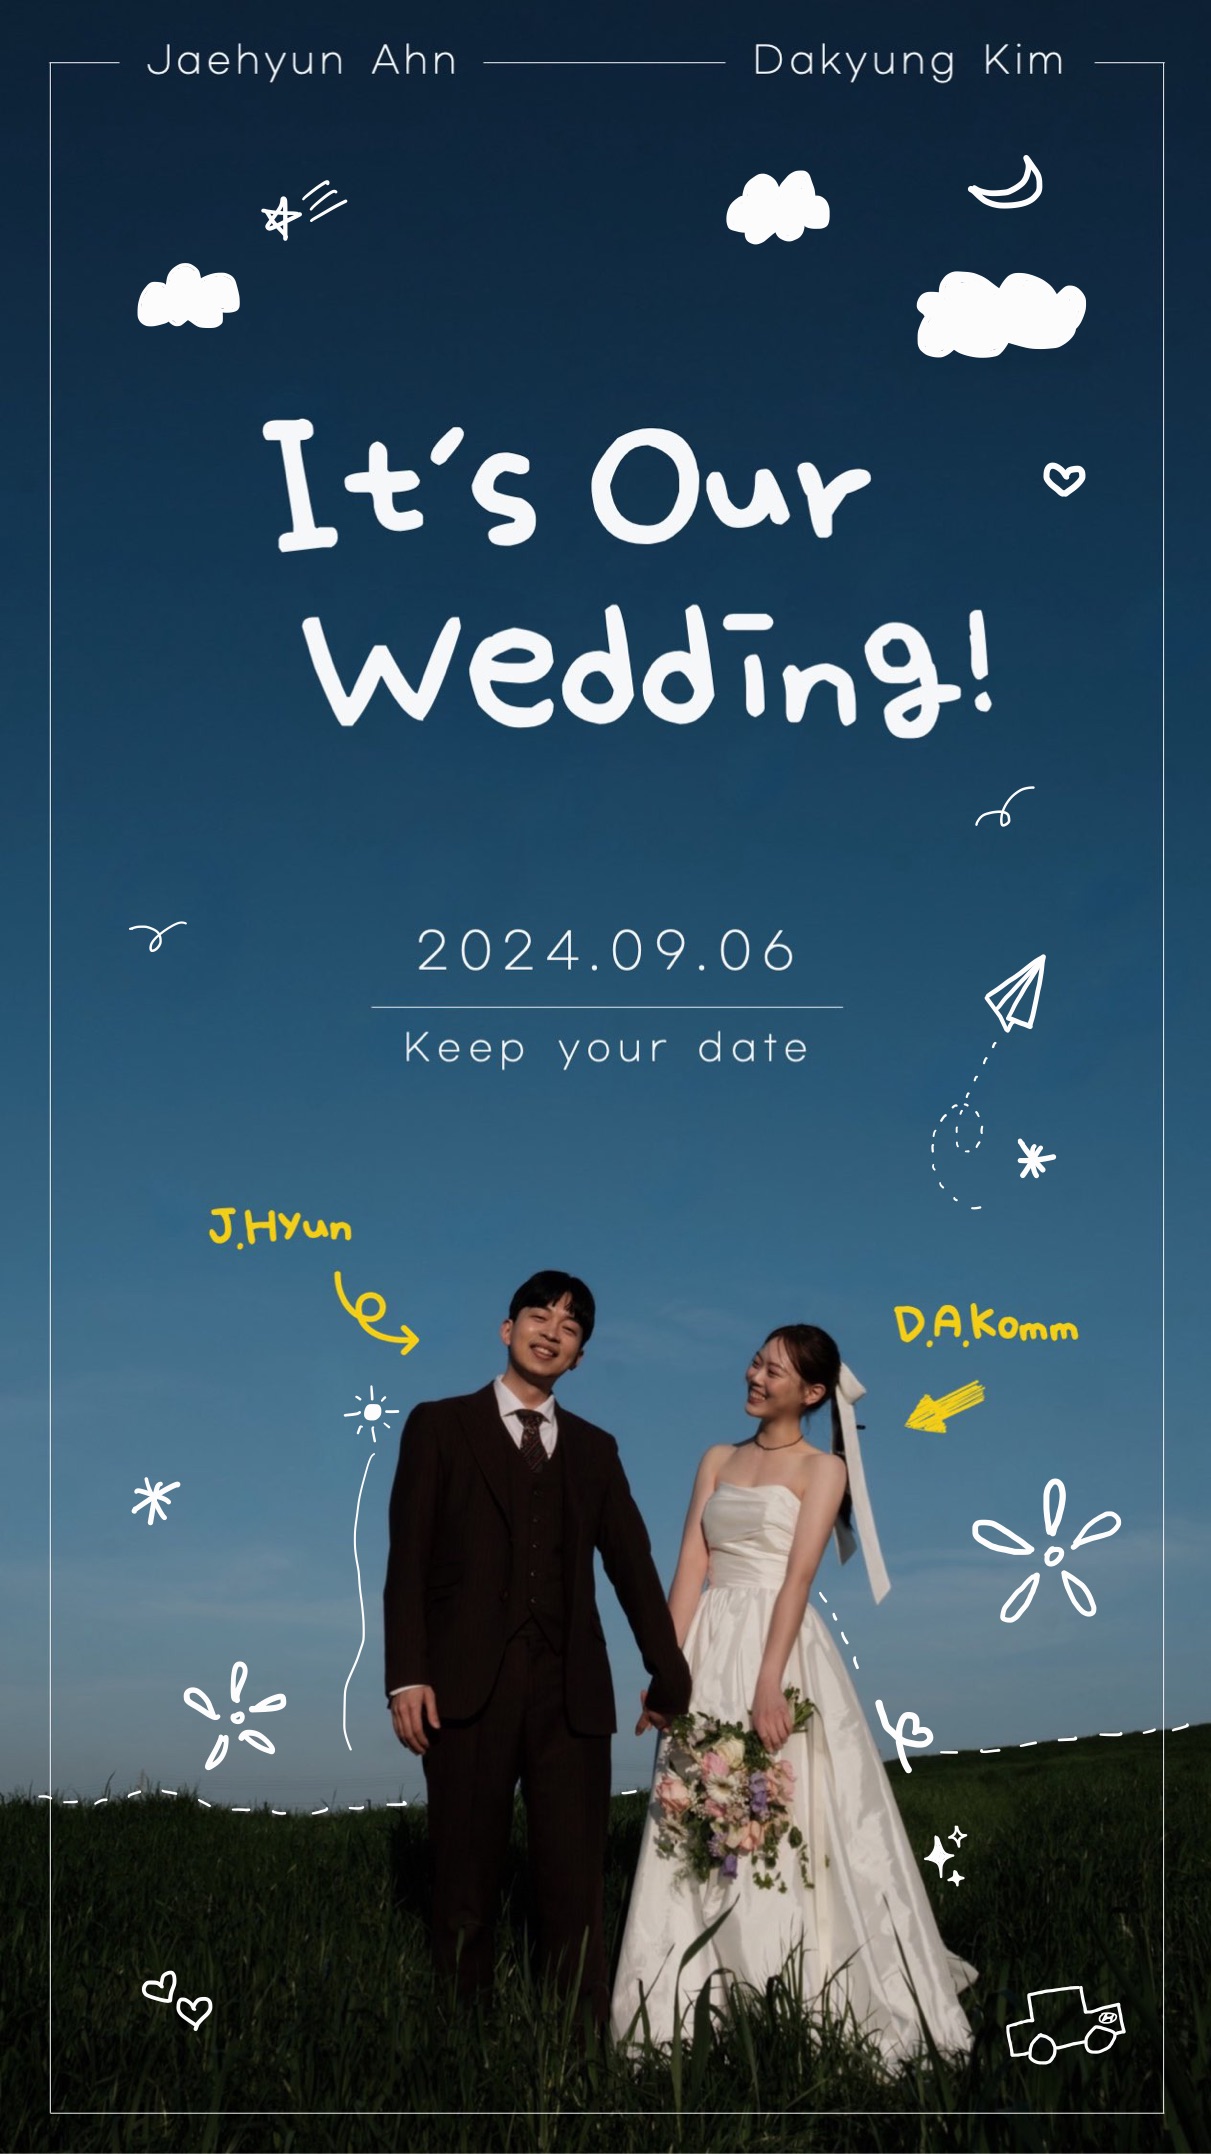 Jaehyun Ahn
Dakyung Kim
It's Our
Wedding!
2024.09.06
Keep your date
J.Hyun
D.A.Komm
H